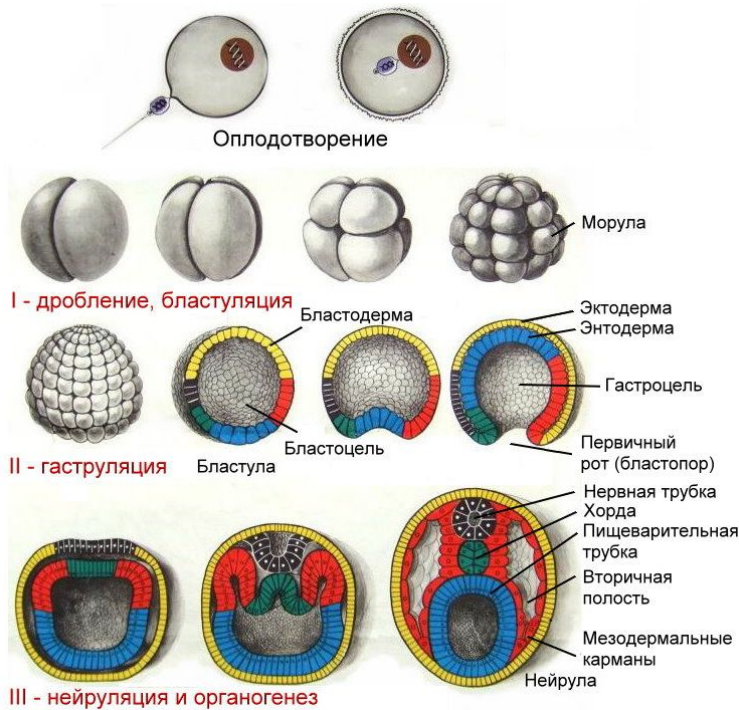 Оплодотворение
Морула
I - дробление, бластуляция
Бластодерма
Эктодерма
Энтодерма
Гастроцель
Бластоцель
Первичный
рот (бластопор)
II - гаструляция
Бластула
Нервная трубка
Хорда
Пищеварительная
трубка
Вторичная
полость
Мезодермальные
карманы
Нейрула
III - нейруляция и органогенез